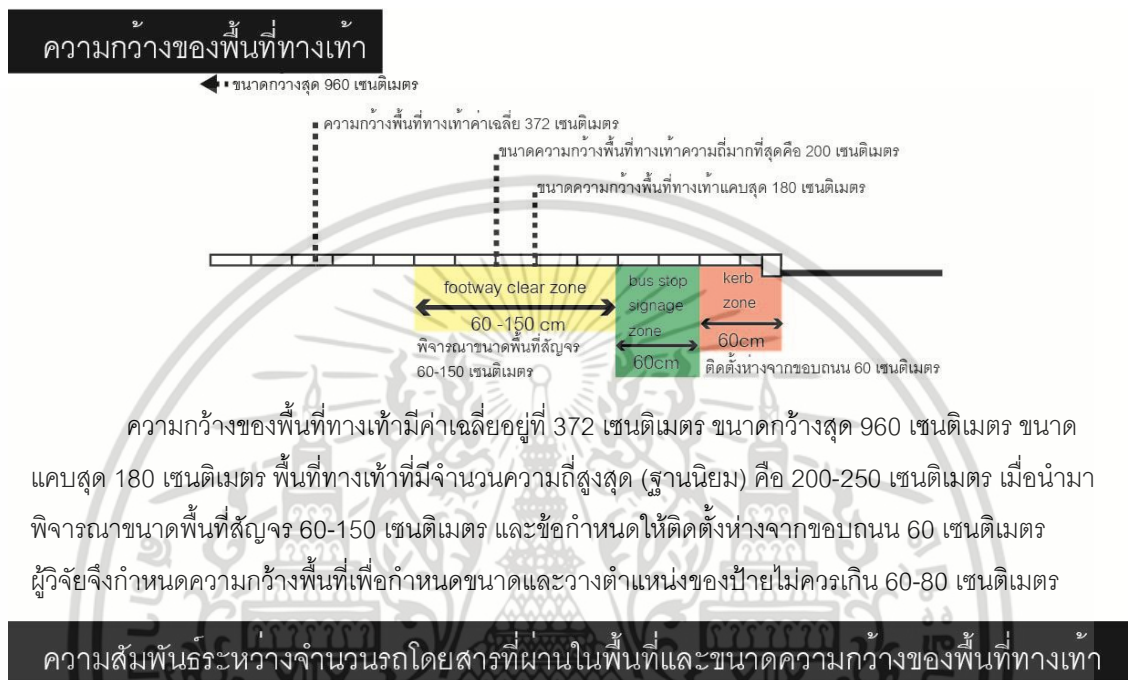 ความกว้างของพื้นที่ทางเท้า
ขนาดกวางสุด 960 เซนติเมตร
ความกว้างพื้นที่ทางเท้าค่าเฉลี่ย 372 เซนติเมตร
ขนาดความกว้างพื้นที่ทางเท้าความถี่มากที่สุดคือ 200 เซนติเมตร
ขนาดความกว้างพื้นที่ทางเท้าแคบสุด 180 เซนติเมตร
footway clear zone
60 -150 cm
พิจารณาขนาดพื้นที่สัญจร
60-150 เซนติเมตร
bus stop
signage
zone
60cm
kerb
zone
60cm
ติดตั้งห่างจากขอบถนน 60 เซนติเมตร
ความกว้างของพื้นที่ทางเท้ามีค่าเฉลี่ยอยู่ที่ 372 เซนติเมตร ขนาดกว้างสุด 960 เซนติเมตร ขนาด
แคบสุด 180 เซนติเมตร พื้นที่ทางเท้าที่มีจำนวนความถี่สูงสุด (ฐานนิยม) คือ 200-250 เซนติเมตร เมื่อนำมา
พิจารณาขนาดพื้นที่สัญจร 60-150 เซนติเมตร และข้อกำหนดให้ติดตั้งห่างจากขอบถนน 60 เซนติเมตร
ผู้วิจัยจึงกำหนดความกว้างพื้นที่เพื่อกำหนดขนาดและวางตำแหน่งของป้ายไม่ควรเกิน 60-80 เซนติเมตร
ความสัมพันธ์ระหว่างจำนวนรถโดยสารที่ผ่านในพื้นที่และขนาดความกว้างของพื้นที่ทางเท้า